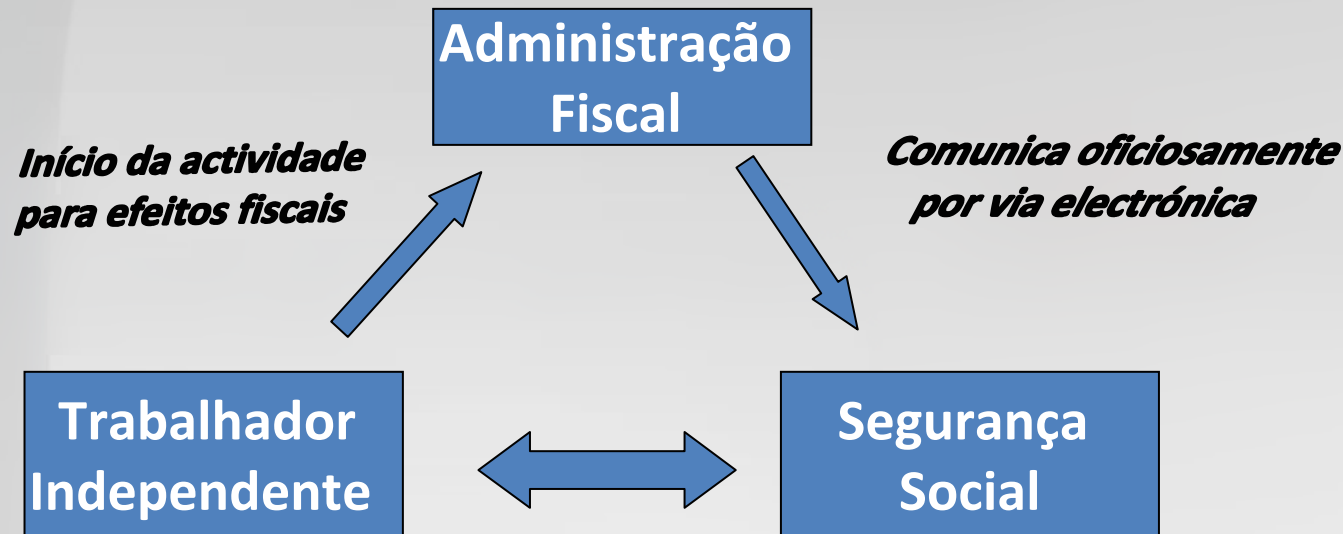 Administração
Fiscal
Início da actividade
para efeitos fiscais
Comunica oficiosamente
por via electrónica
Trabalhador
Independente
Segurança
Social